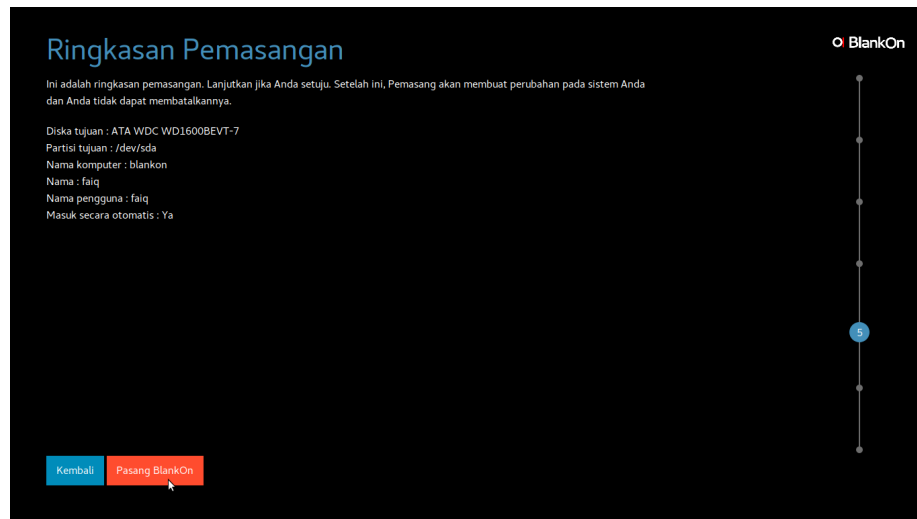 Ringkasan Pemasangan
BlankOn
Ini adalah ringkasan pemasangan. Lanjutkan jika Anda setuju. Setelah ini, Pemasang akan membuat perubahan pada sistem Anda
dan Anda tidak dapat membatalkannya.
Diska tujuan : ATA WDC WD1600BEVT-7
Partisi tujuan : /dev/sda
Nama komputer : blankon
Nama : faiq
Nama pengguna : faiq
Masuk secara otomatis : Ya
5
Kembali
Pasang BlankOn